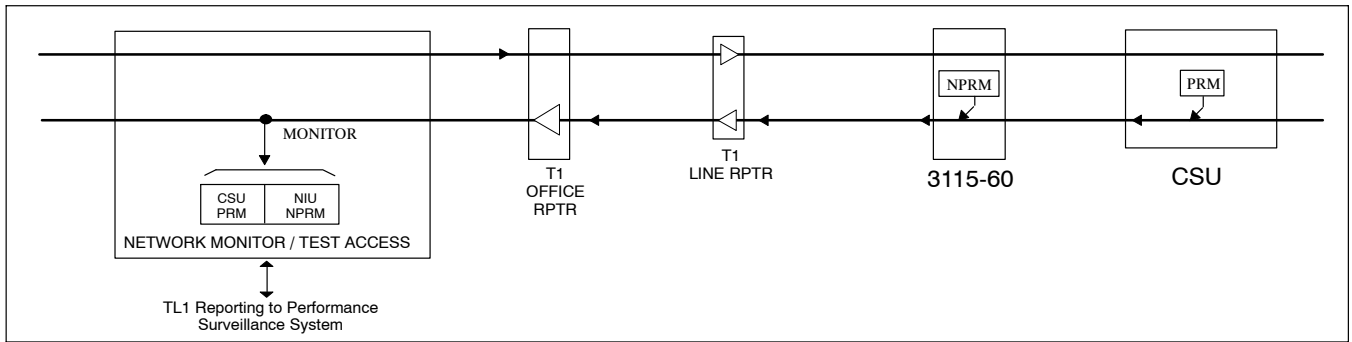 NPRM
PRM
MONITOR
T1
OFFICE
RPTR
T1
LINE RPTR
3115-60
CSU
CSU
PRM
NIU
NPRM
NETWORK MONITOR / TEST ACCESS
TL1 Reporting to Performance
Surveillance System